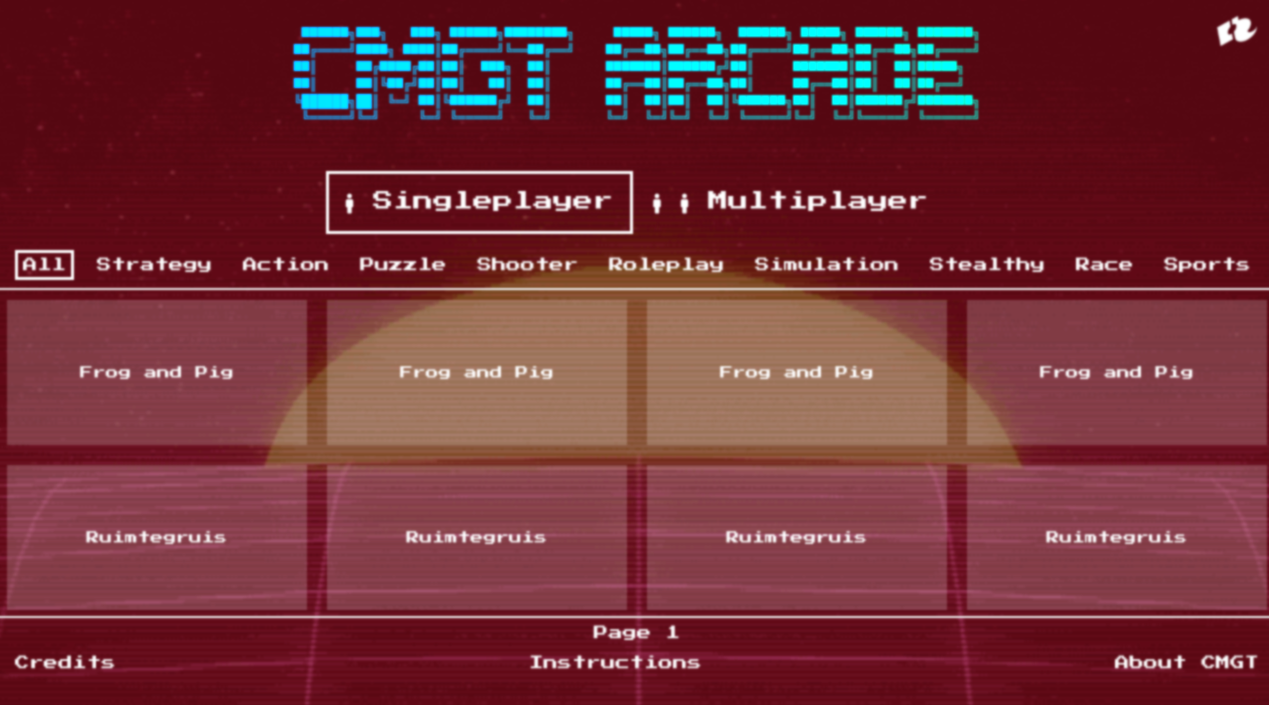 CMGT ARCADE
Singleplayer Multiplayer
All Strategy Action Puzzle Shooter Roleplay Simulation Stealthy Race Sports
Frog and Pig Frog and Pig Frog and Pig Frog and Pig
Ruimtegruis Ruimtegruis Ruimtegruis Ruimtegruis
Page 1
Credits Instructions About CMGT